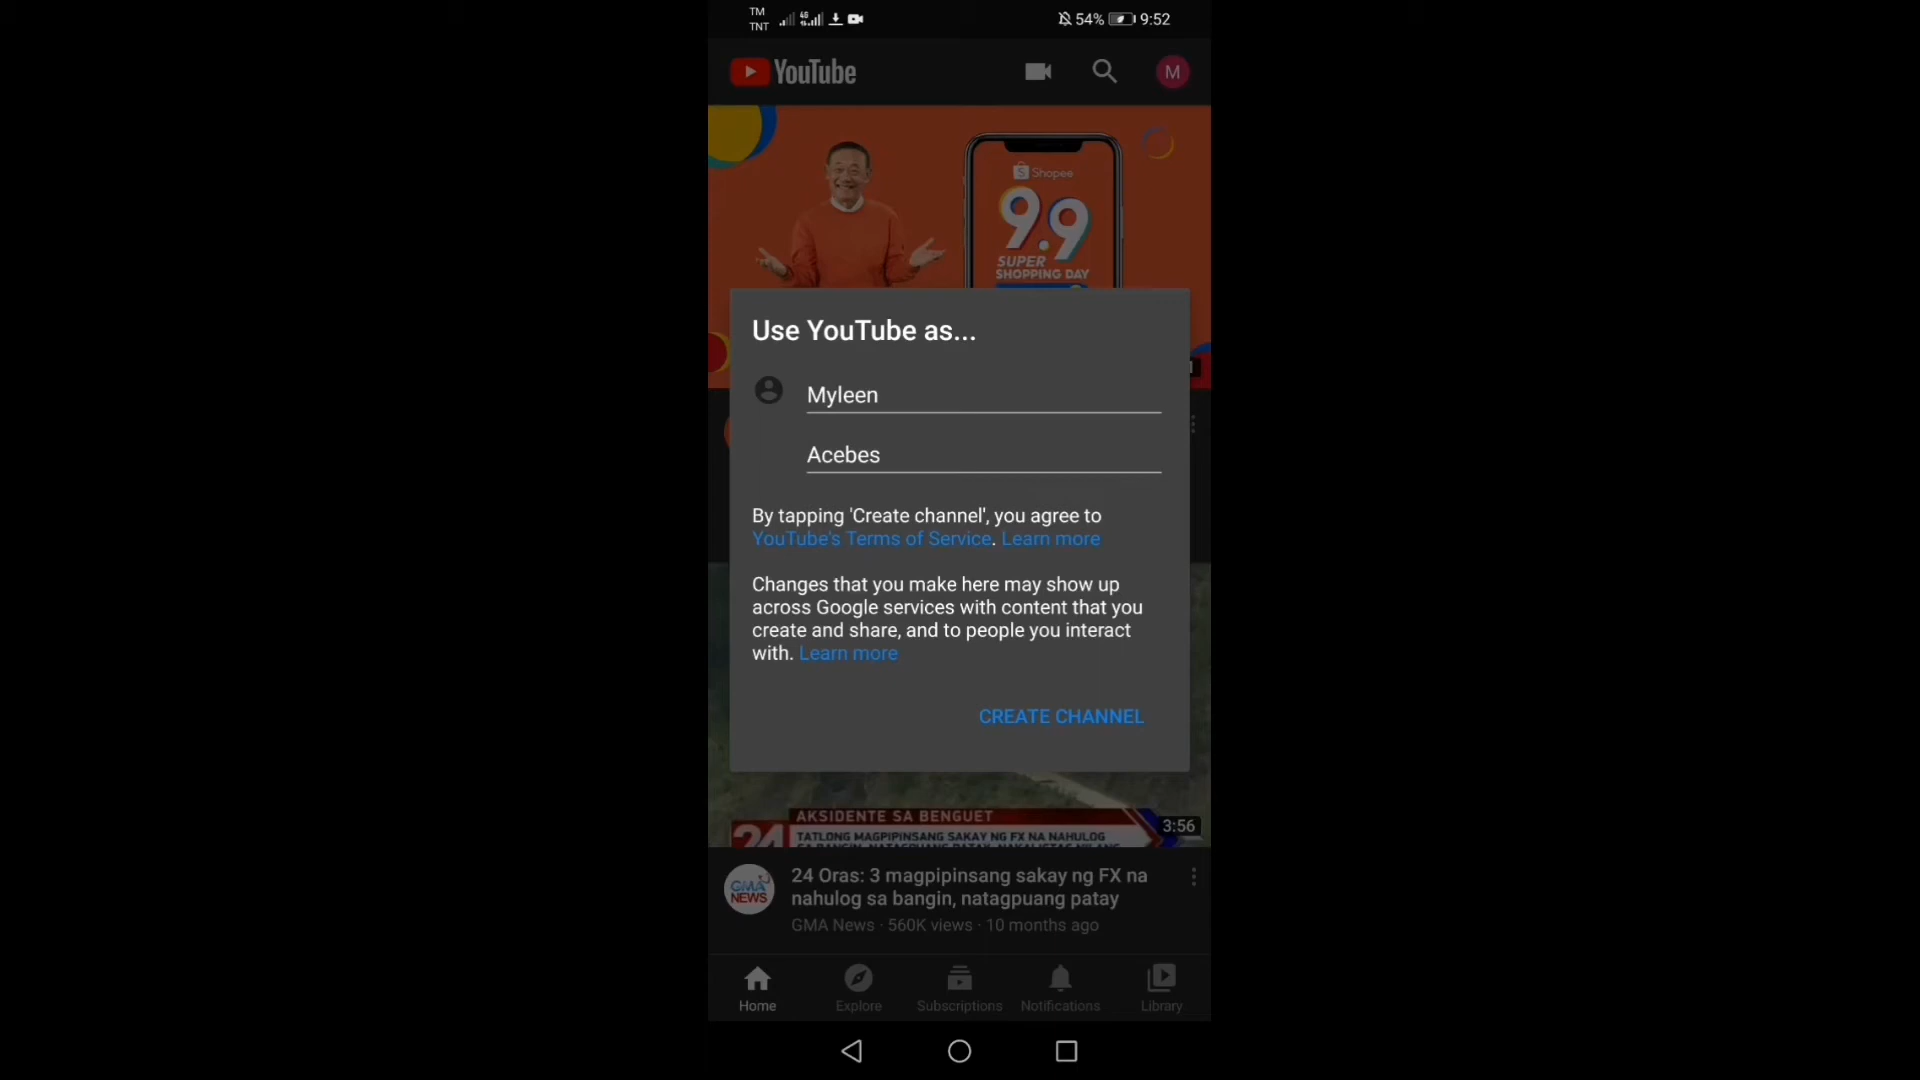 TM
TNT
4G
54%
9:52
YouTube
M
Shopee
9.9
SUPER
SHOPPING DAY
Use YouTube as...
Myleen
Acebes
By tapping 'Create channel', you agree to
YouTube's Terms of Service. Learn more
Changes that you make here may show up
across Google services with content that you
create and share, and to people you interact
with. Learn more
CREATE CHANNEL
AKSIDENTE SA BENGUET
24
TATLONG MAGPIPINSANG SAKAY NG FX NA NAHULOG
3:56
GMA
NEWS
24 Oras: 3 magpipinsang sakay ng FX na
nahulog sa bangin, natagpuang patay
GMA News · 560K views · 10 months ago
Home
Explore
Subscriptions
Notifications
Library